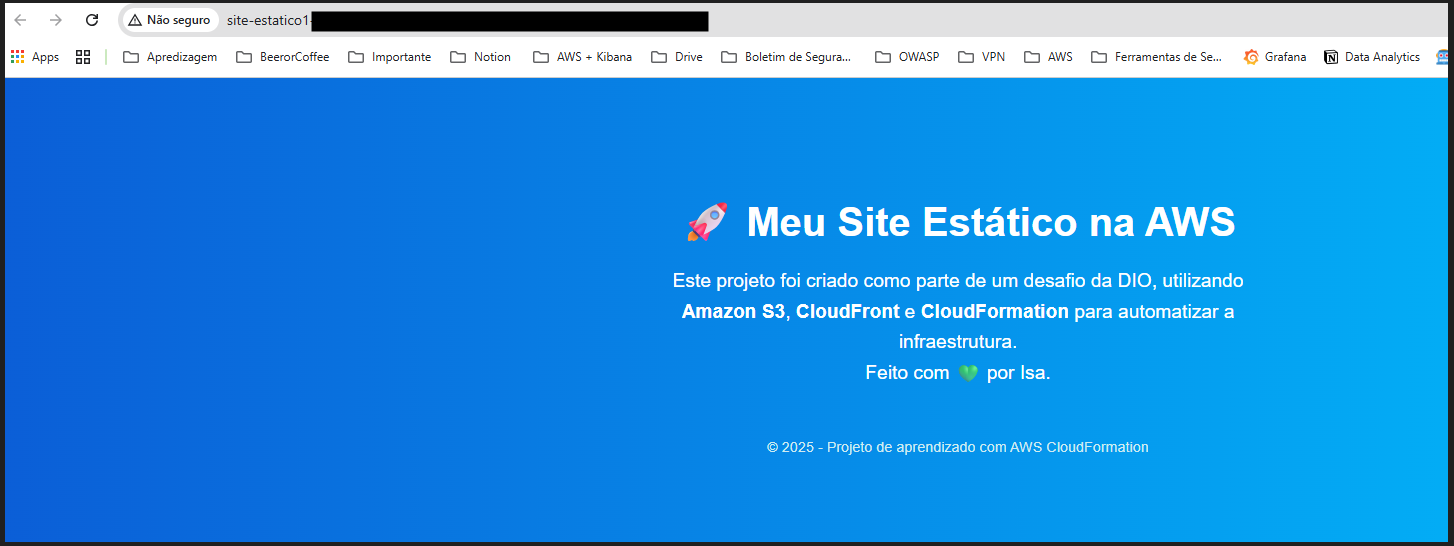 Não seguro site-estatico1-
Apps Apredizagem BeerorCoffee Importante Notion AWS + Kibana Drive Boletim de Segura... OWASP VPN AWS Ferramentas de Se... Grafana Data Analytics
🚀 Meu Site Estático na AWS
Este projeto foi criado como parte de um desafio da DIO, utilizando
Amazon S3, CloudFront e CloudFormation para automatizar a
infraestrutura.
Feito com 💚 por Isa.
© 2025 - Projeto de aprendizado com AWS CloudFormation